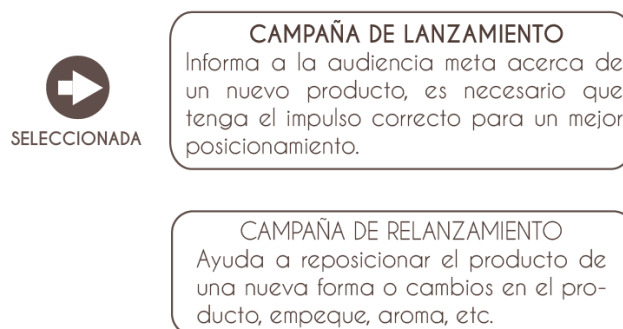 CAMPAÑA DE LANZAMIENTO
Informa a la audiencia meta acerca de
un nuevo producto, es necesario que
tenga el impulso correcto para un mejor
posicionamiento.
SELECCIONADA
CAMPAÑA DE RELANZAMIENTO
Ayuda a reposicionar el producto de
una nueva forma o cambios en el pro-
ducto, empeque, aroma, etc.